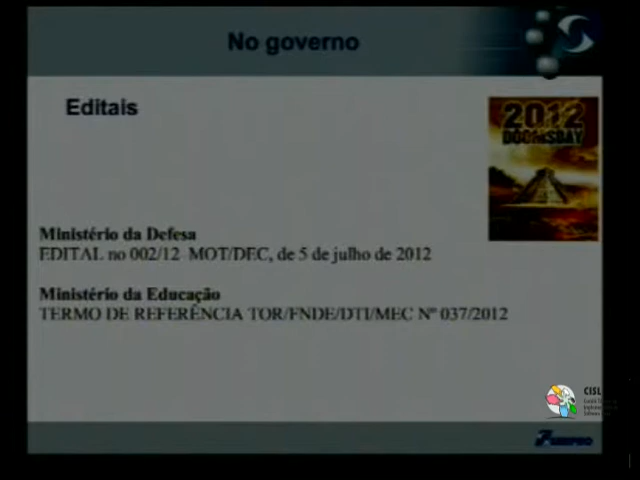 No governo
Editais
2012
DOOMSDAY
Ministério da Defesa
EDITAL no 002/12 MOT/DEC, de 5 de julho de 2012
Ministério da Educação
TERMO DE REFERÊNCIA TOR/FNDE/DTI/MEC Nº 037/2012
CISL